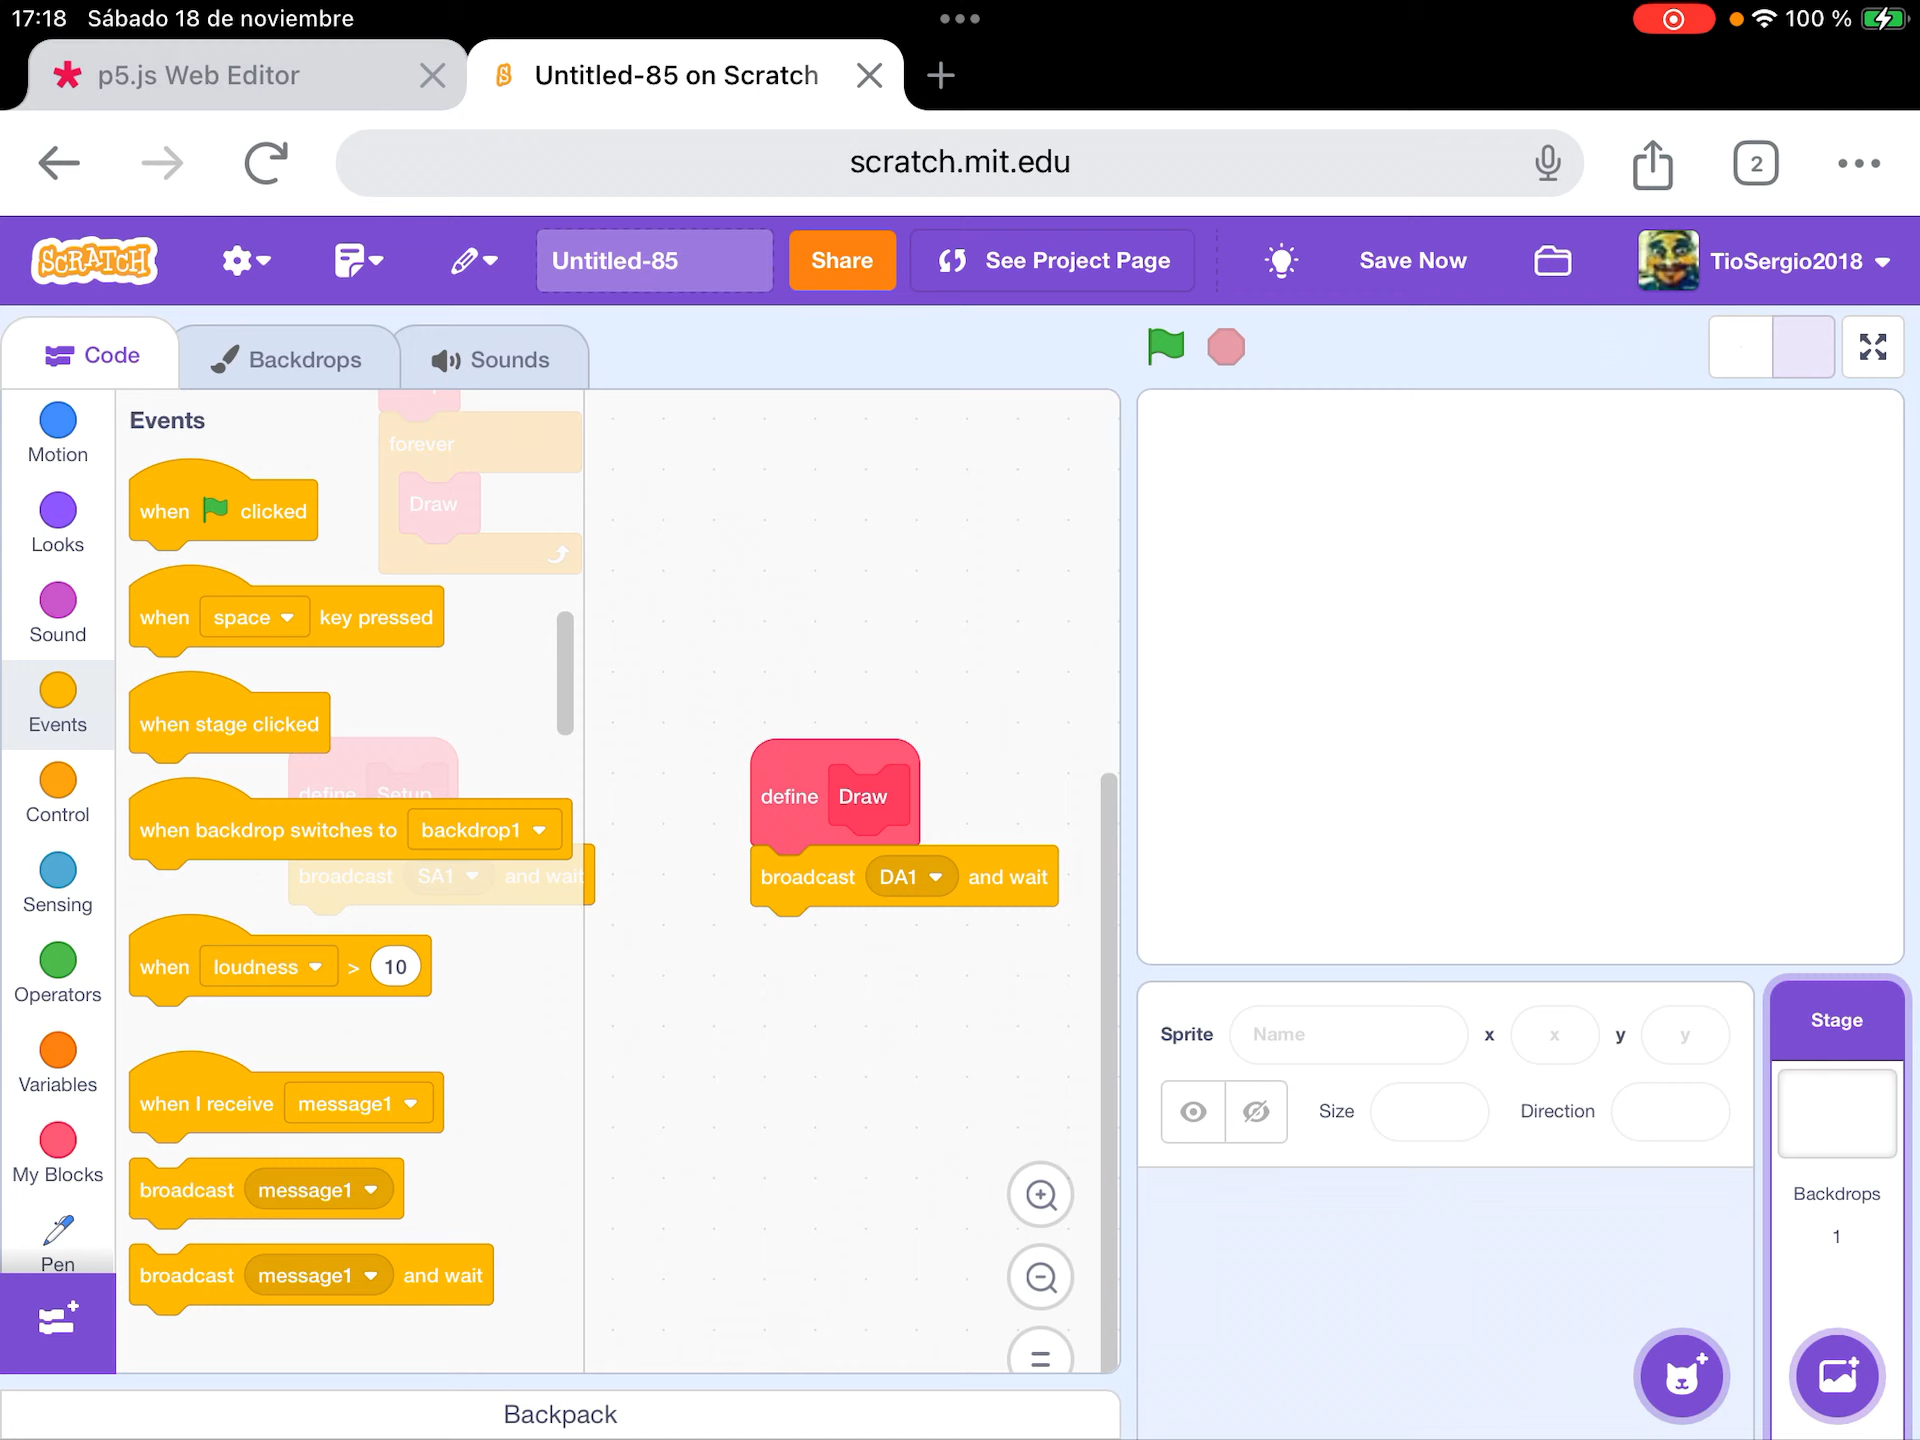 17:18 Sábado 18 de noviembre
100 %
p5.js Web Editor
Untitled-85 on Scratch
scratch.mit.edu
2
SCRATCH
Untitled-85
Share
See Project Page
Save Now
TioSergio2018
Code
Backdrops
Sounds
Motion
Looks
Sound
Events
Control
Sensing
Operators
Variables
My Blocks
Pen
Events
forever
Draw
when clicked
when space key pressed
when stage clicked
define Setup
when backdrop switches to backdrop1
broadcast SA1 and wait
when loudness > 10
when I receive message1
broadcast message1
broadcast message1 and wait
define Draw
broadcast DA1 and wait
Backpack
Sprite Name x x y y
Size
Direction
Stage
Backdrops
1